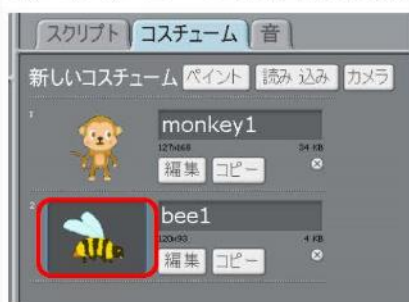 スクリプト コスチューム 音
新しいコスチューム ペイント 読み込み カメラ
1
monkey1
127x168 34 KB
編集 コピー
2
bee1
120x93 4 KB
編集 コピー